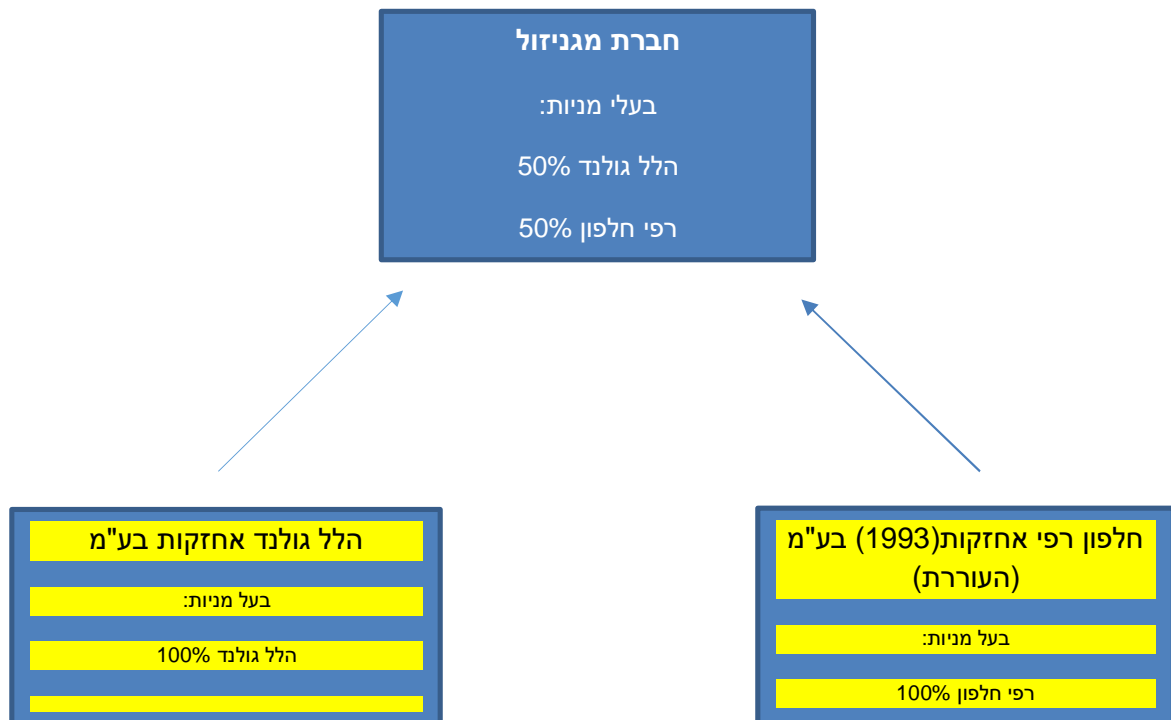 חברת מגניזול
בעלי מניות:
הלל גולנד 50%
רפי חלפון 50%
חלפון רפי אחזקות(1993) בע"מ
(העוררת)
בעל מניות:
רפי חלפון 100%
הלל גולנד אחזקות בע"מ
בעל מניות:
הלל גולנד 100%